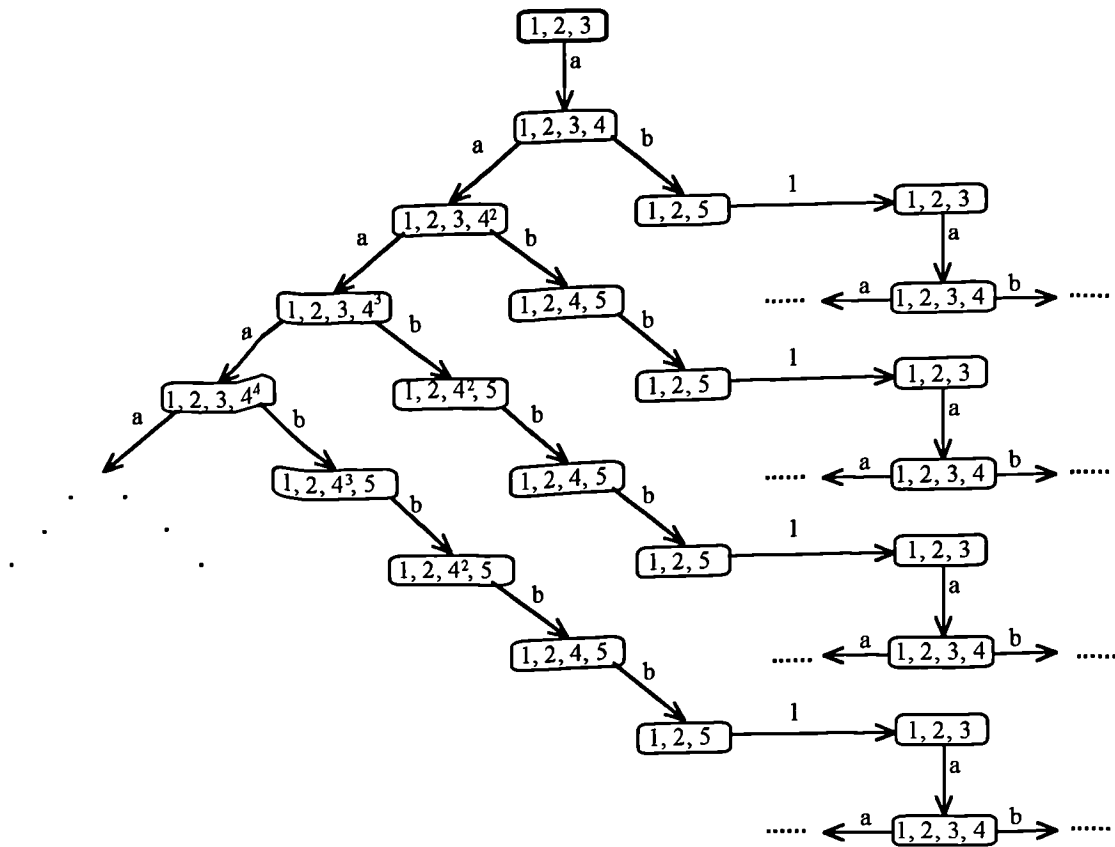 1, 2, 3
a
1, 2, 3, 4
a b
1, 2, 5 1 1, 2, 3
1, 2, 3, 4²
a b a
1, 2, 3, 4³ 1, 2, 4, 5 ...... a 1, 2, 3, 4 b ......
a b b
1, 2, 3, 4⁴ 1, 2, 4², 5 1, 2, 5 1 1, 2, 3
a b b a
1, 2, 4³, 5 1, 2, 4, 5 ...... a 1, 2, 3, 4 b ......
b b
1, 2, 4², 5 1, 2, 5 1 1, 2, 3
b a
1, 2, 4, 5 ...... a 1, 2, 3, 4 b ......
b
1, 2, 5 1 1, 2, 3
a
...... a 1, 2, 3, 4 b ......